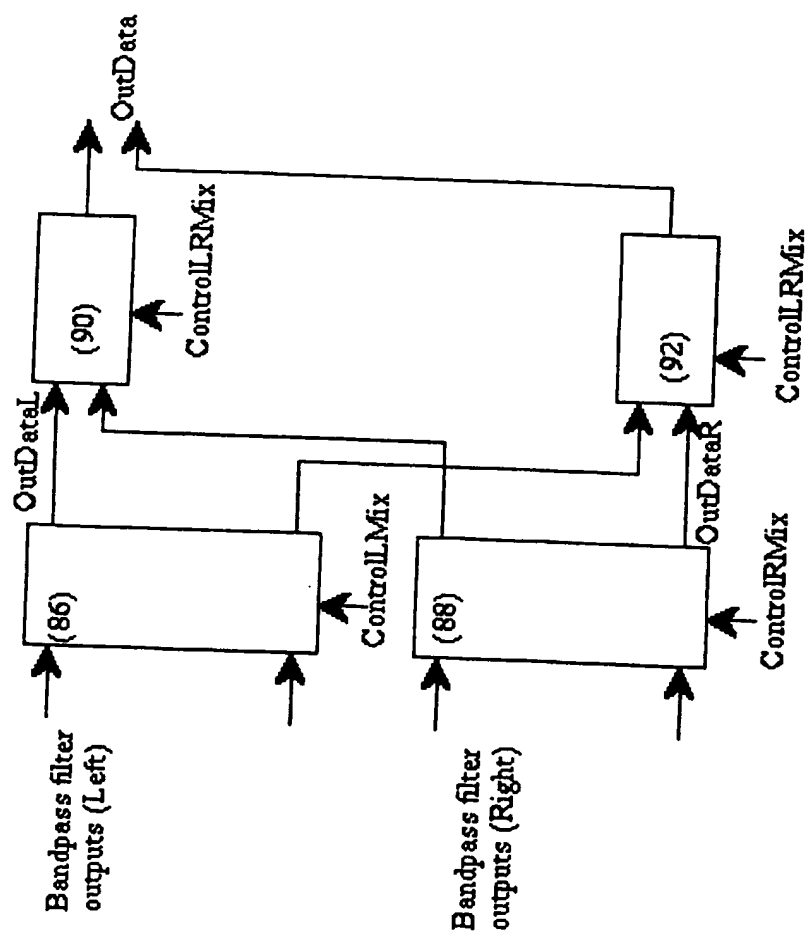 Bandpass filter
outputs (Left)
(86)
ControlLMix
OutDataL
(90)
ControlLRMix
OutData
Bandpass filter
outputs (Right)
(88)
ControlRMix
OutDataR
(92)
ControlLRMix